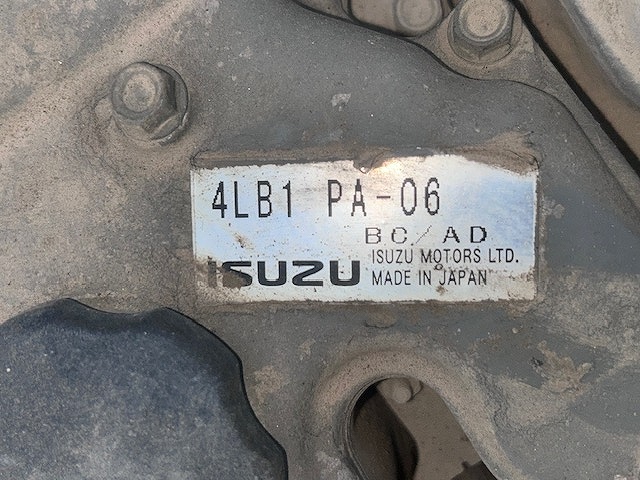 4LB1 PA-06
BC/AD
ISUZU
ISUZU MOTORS LTD.
MADE IN JAPAN